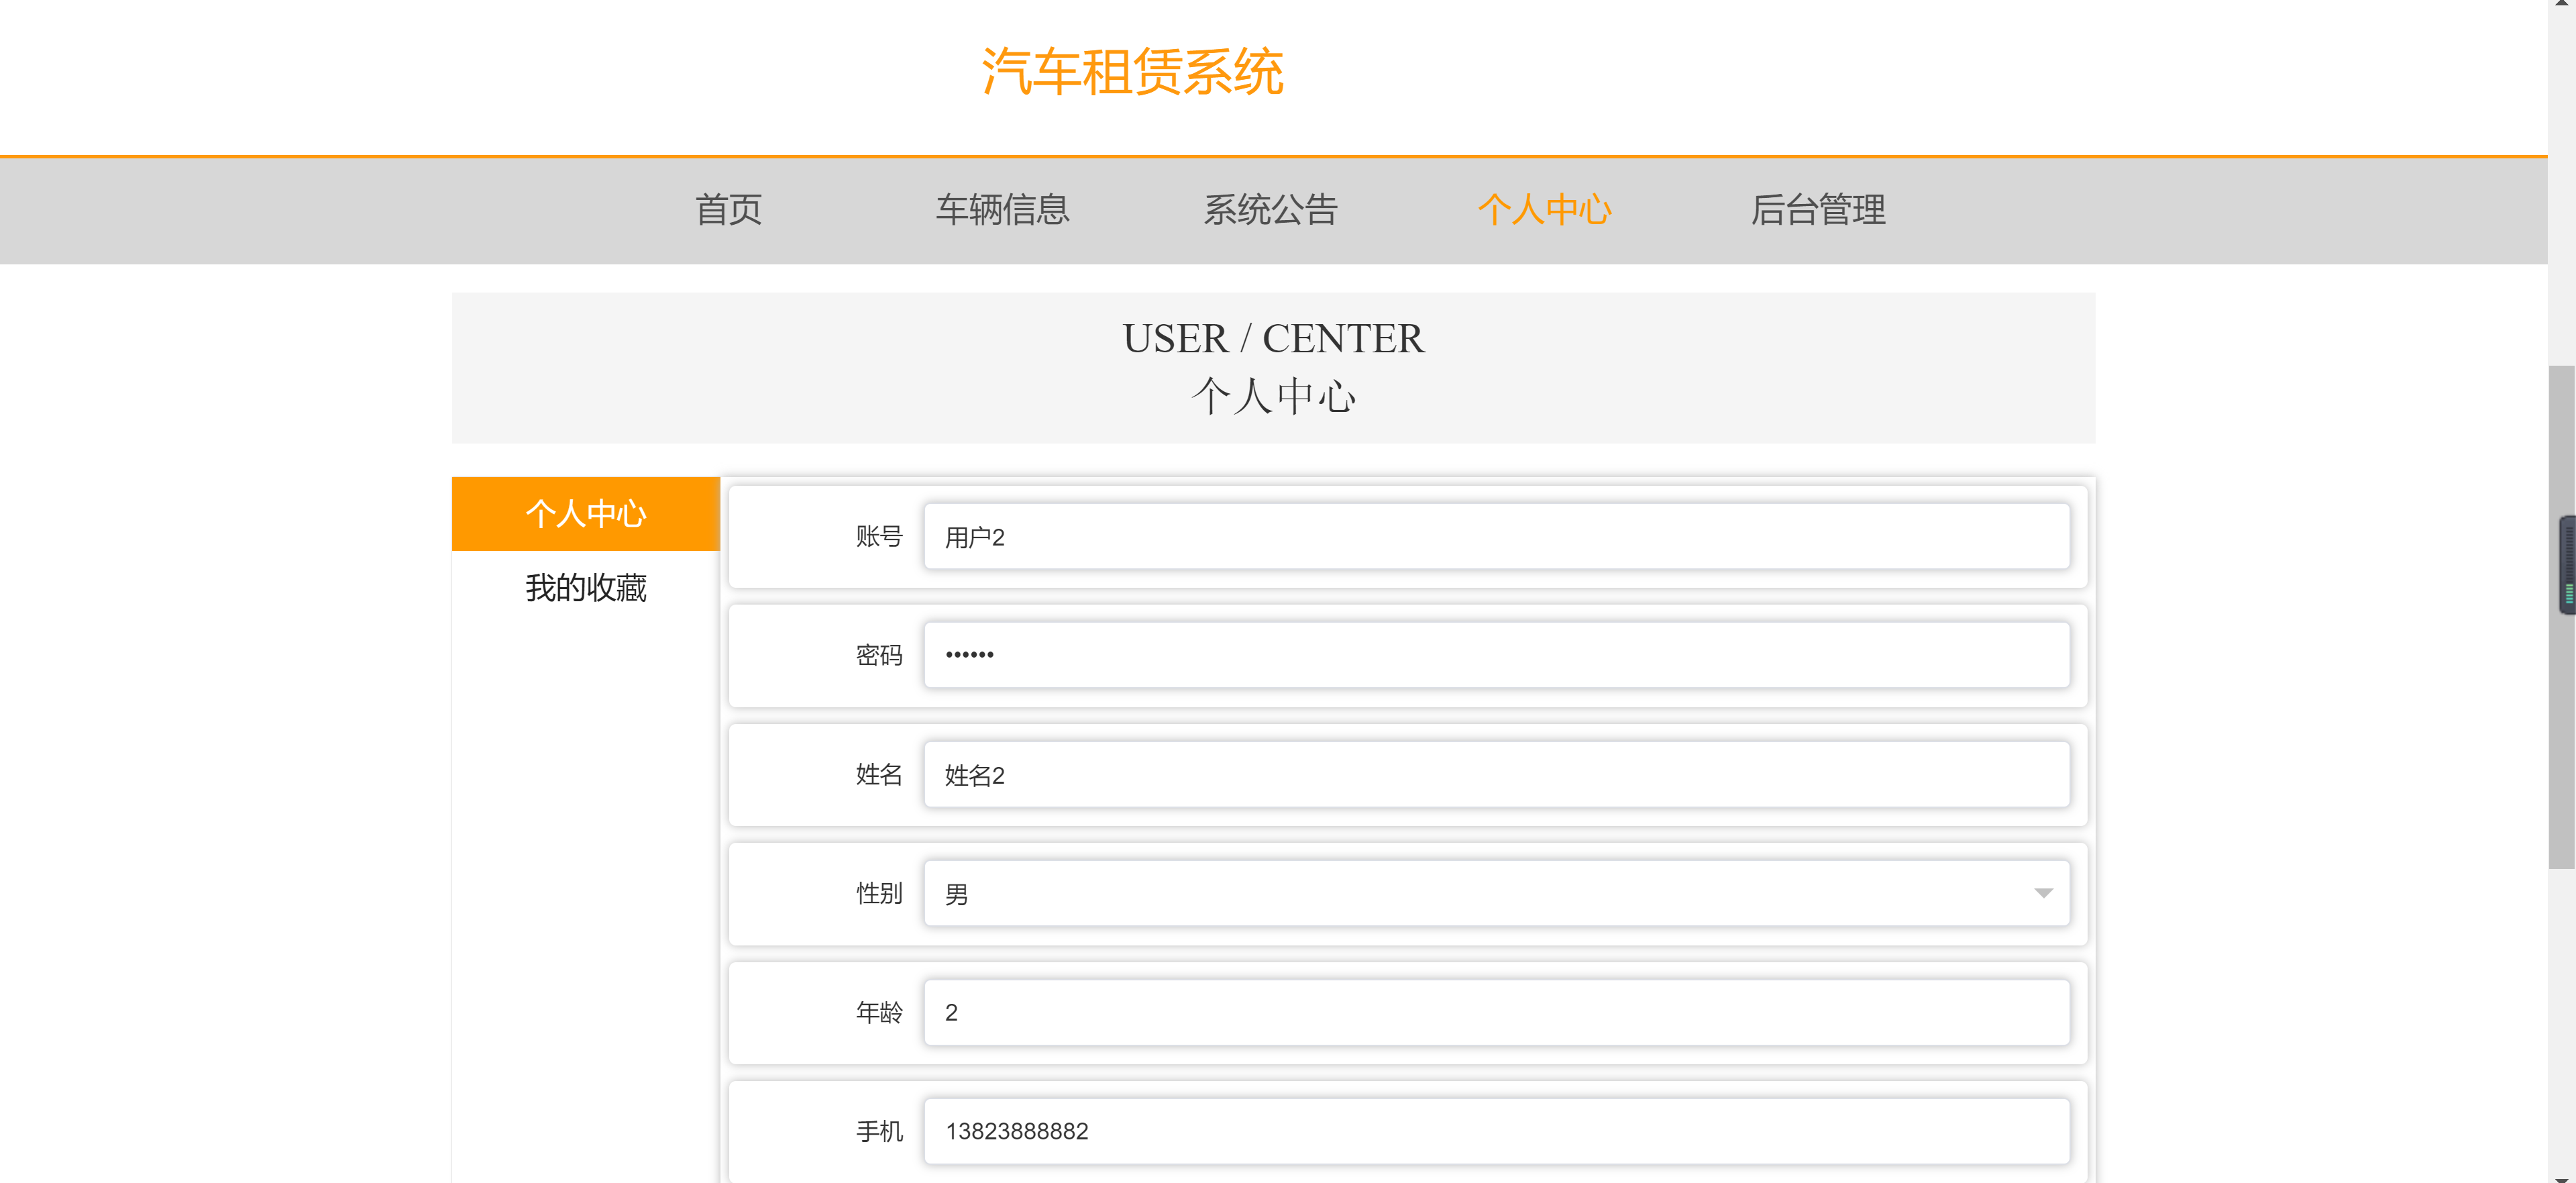 汽车租赁系统
首页 车辆信息 系统公告 个人中心 后台管理
USER / CENTER
个人中心
个人中心
我的收藏
账号 用户2
密码 ••••••
姓名 姓名2
性别 男
年龄 2
手机 13823888882